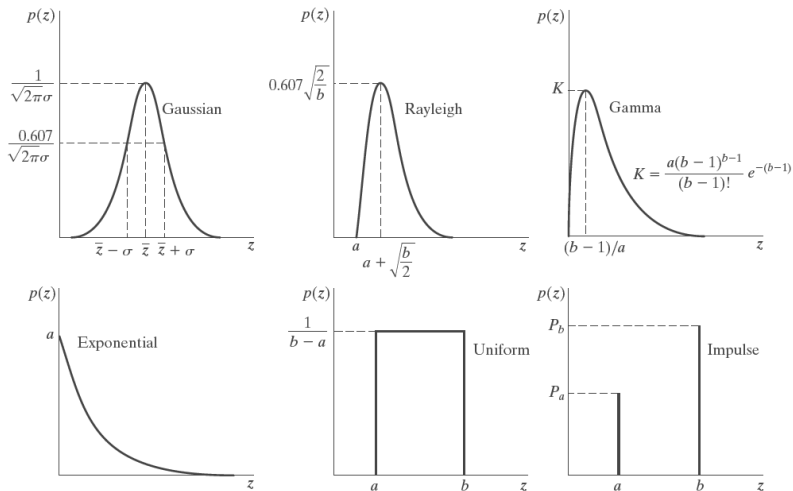 p(z)
1
√2πσ
0.607
√2πσ
Gaussian
z̄ − σ z̄ z̄ + σ
z
p(z)
0.607√2/b
Rayleigh
a
a + √b/2
z
p(z)
K
Gamma
K = a(b − 1)^b−1 / (b − 1)! e^−(b−1)
(b − 1)/a
z
p(z)
a
Exponential
z
p(z)
1
b − a
Uniform
a b z
p(z)
P_b
P_a
Impulse
a b z